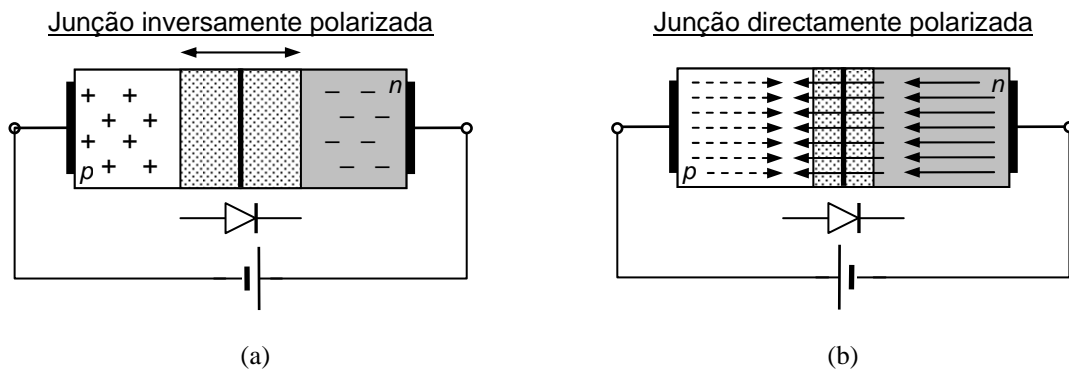 Junção inversamente polarizada
Junção directamente polarizada
+ + − − n
+ + − −
+ + − −
p + + − −
n
p
(a)
(b)